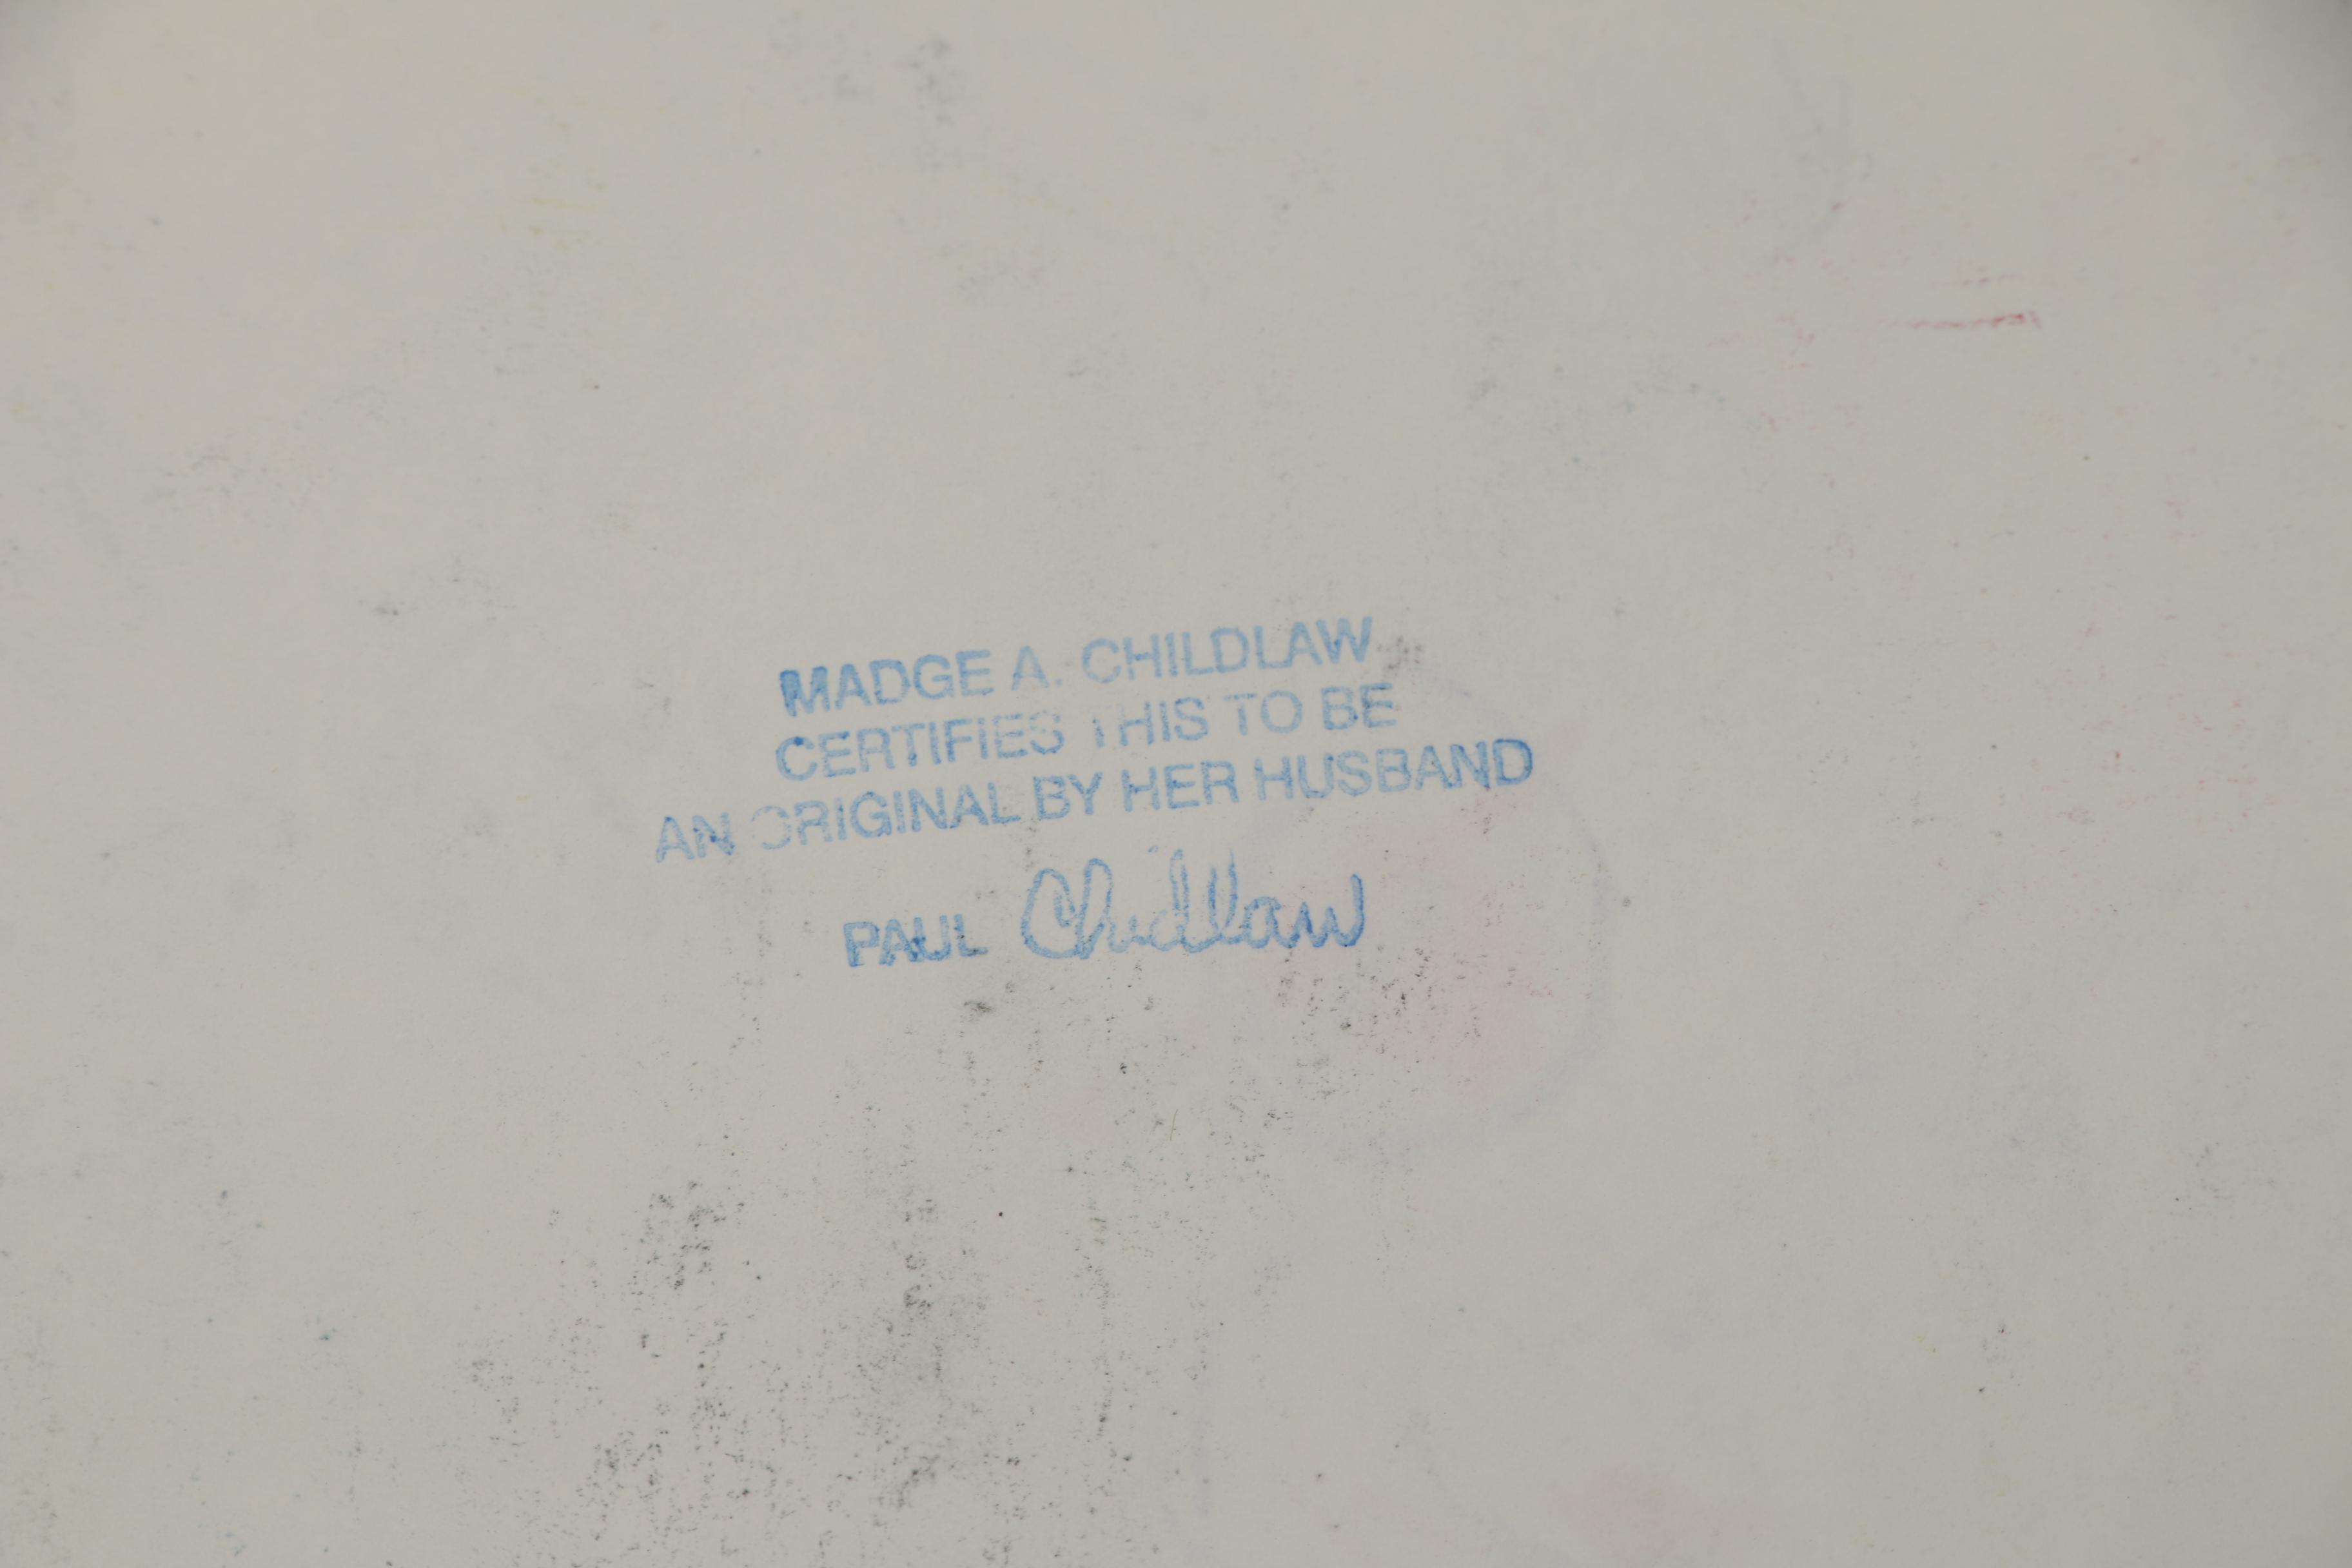 MADGE A. CHILDLAW
CERTIFIES THIS TO BE
AN ORIGINAL BY HER HUSBAND
PAUL Childlaw